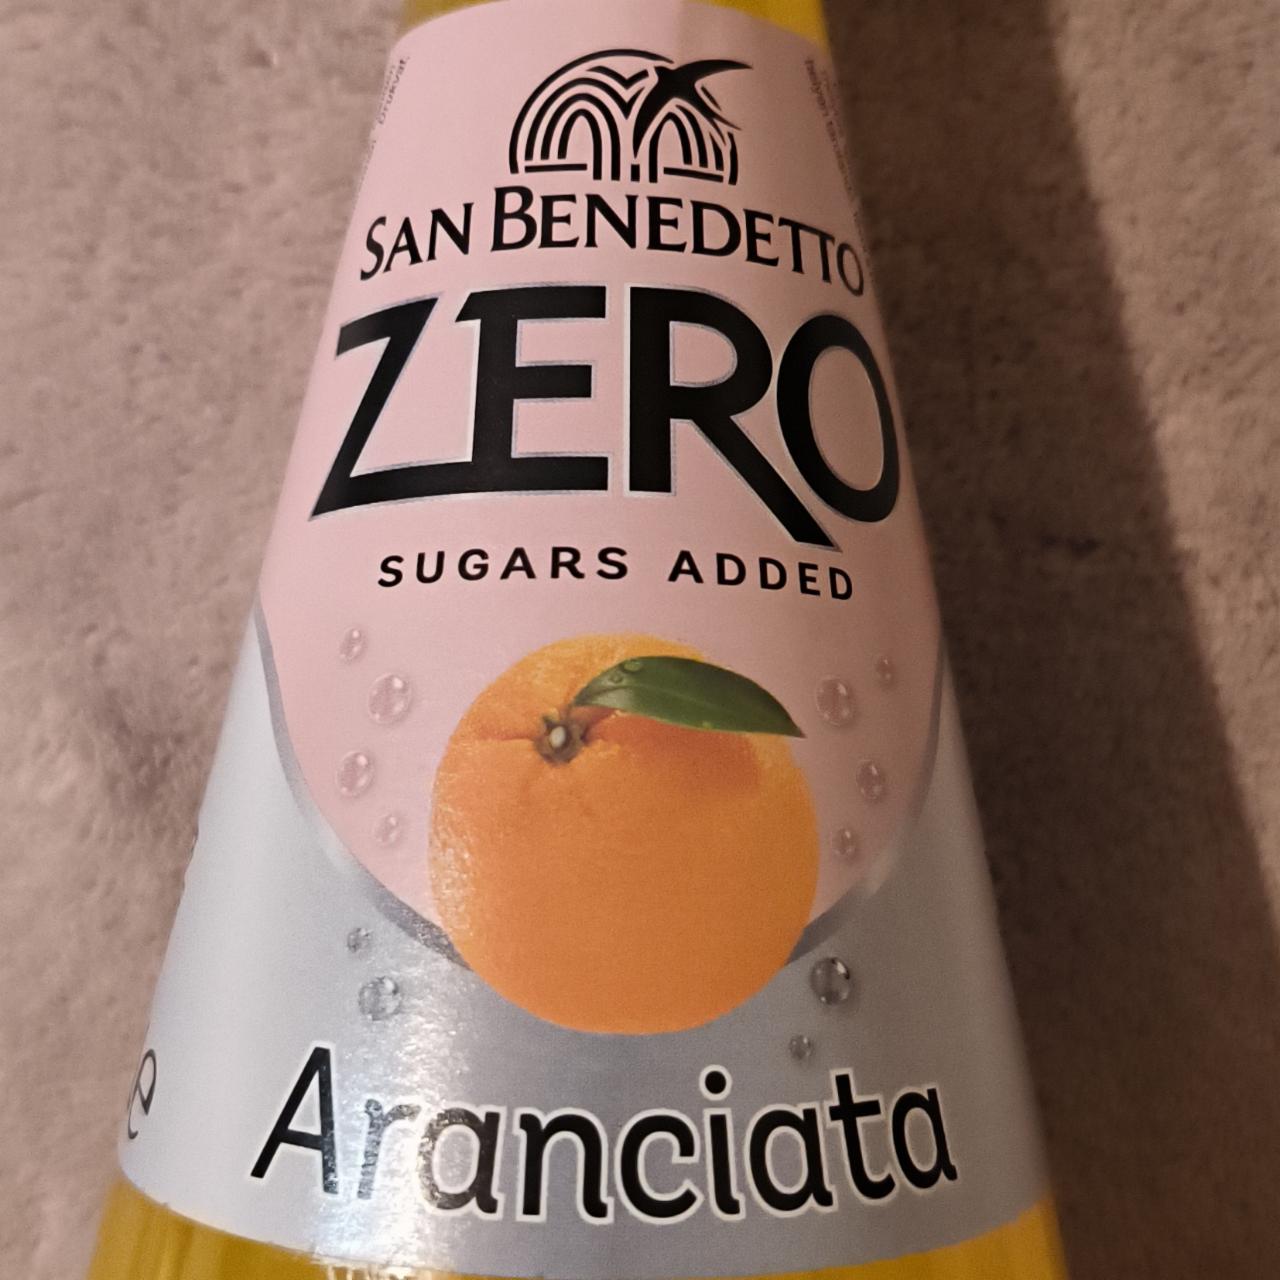 SAN BENEDETTO
ZERO
SUGARS ADDED
Aranciata